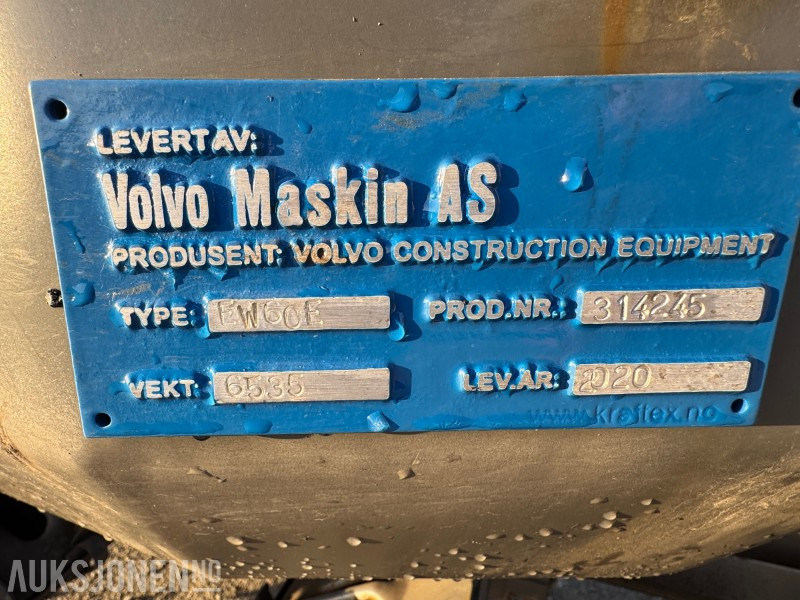 LEVERT AV:
Volvo Maskin AS
PRODUSENT: VOLVO CONSTRUCTION EQUIPMENT
TYPE: EW60E PROD.NR.: 314245
VEKT: 6535 LEV.ÅR: 2020
www.kraftex.no
AUKSJONEN.NO